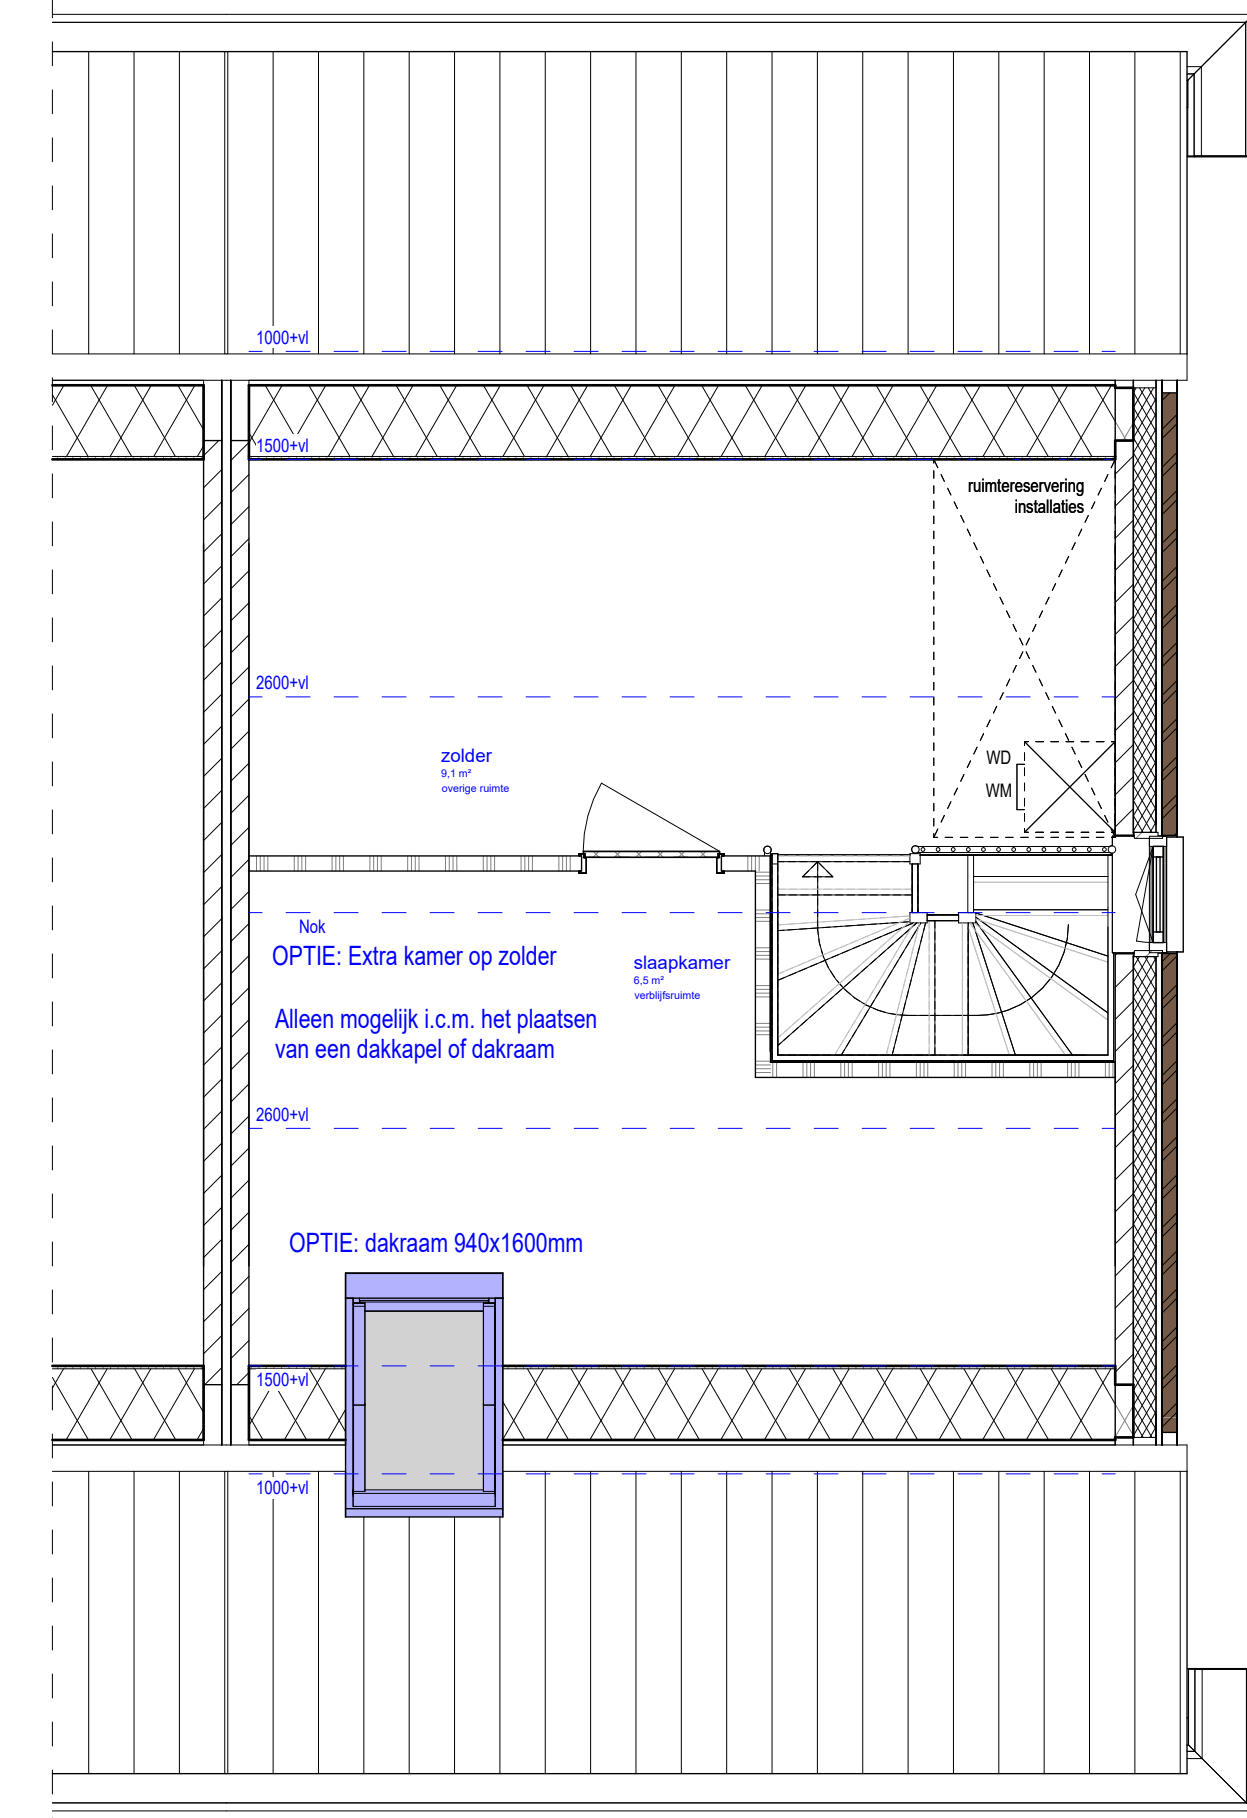 1000+vl
1500+vl
ruimtereservering
installaties
2600+vl
zolder
9,1 m²
overige ruimte
WD
WM
Nok
OPTIE: Extra kamer op zolder
slaapkamer
6,5 m²
verblijfsruimte
Alleen mogelijk i.c.m. het plaatsen
van een dakkapel of dakraam
2600+vl
OPTIE: dakraam 940x1600mm
1500+vl
1000+vl